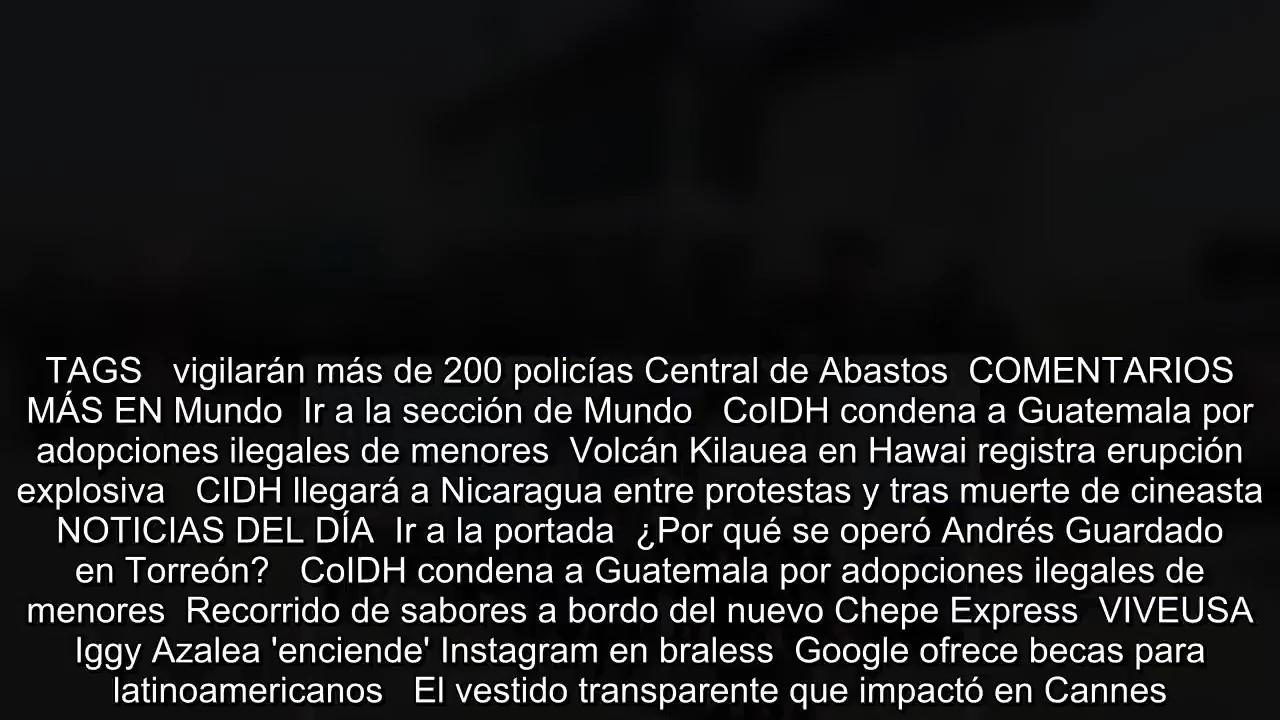 TAGS vigilarán más de 200 policías Central de Abastos COMENTARIOS
MÁS EN Mundo Ir a la sección de Mundo CoIDH condena a Guatemala por
adopciones ilegales de menores Volcán Kilauea en Hawai registra erupción
explosiva CIDH llegará a Nicaragua entre protestas y tras muerte de cineasta
NOTICIAS DEL DÍA Ir a la portada ¿Por qué se operó Andrés Guardado
en Torreón? CoIDH condena a Guatemala por adopciones ilegales de
menores Recorrido de sabores a bordo del nuevo Chepe Express VIVEUSA
Iggy Azalea 'enciende' Instagram en braless Google ofrece becas para
latinoamericanos El vestido transparente que impactó en Cannes